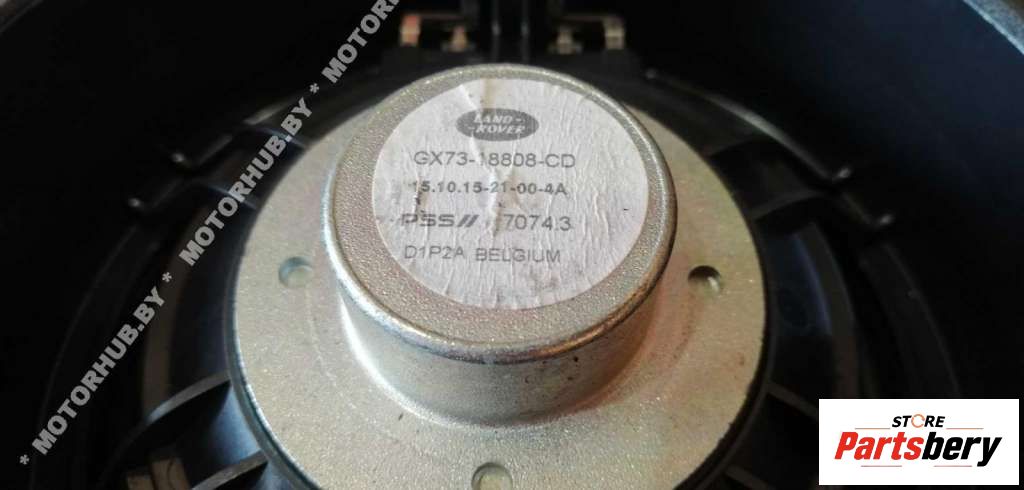 LAND-
-ROVER
GX73-18808-CD
15.10.15-21-00-4A
PSS// 7074.3
D1P2A BELGIUM
* MOTORHUB.BY * MOTORHUB.BY * MOTORHUB.BY * MOTORHUB
STORE
Partsbery